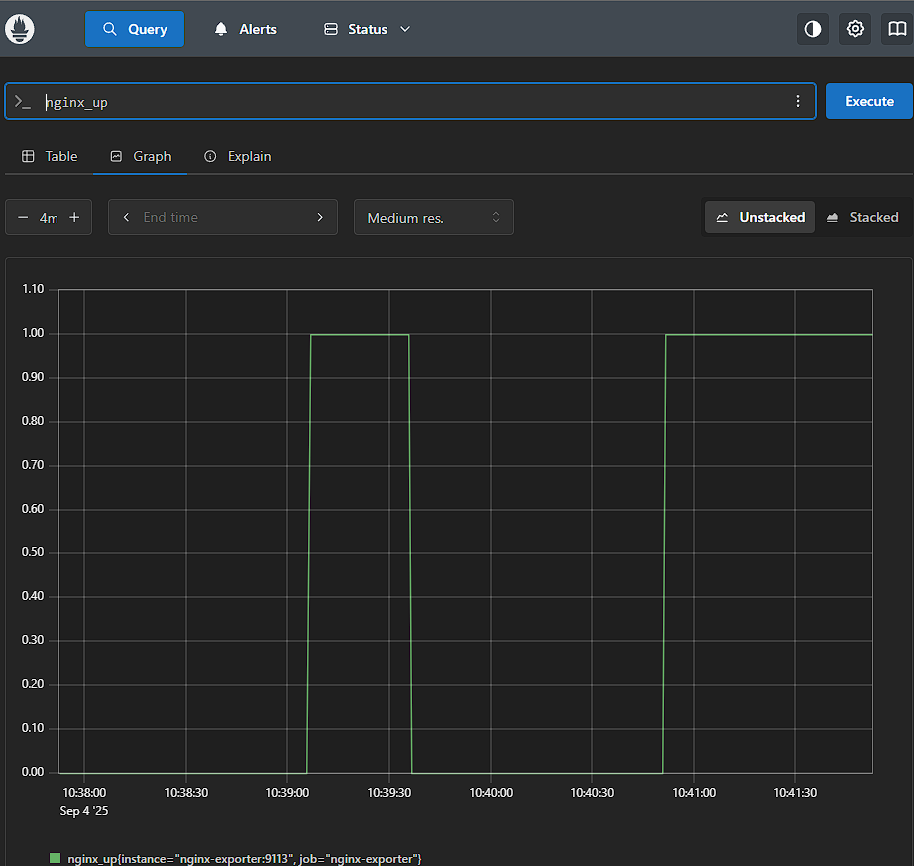 Query Alerts Status
nginx_up
Execute
Table Graph Explain
4m End time Medium res. Unstacked Stacked
1.10
1.00
0.90
0.80
0.70
0.60
0.50
0.40
0.30
0.20
0.10
0.00
10:38:00 10:38:30 10:39:00 10:39:30 10:40:00 10:40:30 10:41:00 10:41:30
Sep 4 '25
nginx_up{instance="nginx-exporter:9113", job="nginx-exporter"}